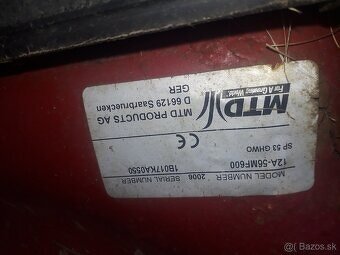 MTD
For A Growing World.
MTD PRODUCTS AG
D 66129 Saarbruecken
GER
CE
SP 53 GHWO
12A-56MF600
MODEL NUMBER
2006
1B017KA0550
SERIAL NUMBER
bazos.sk